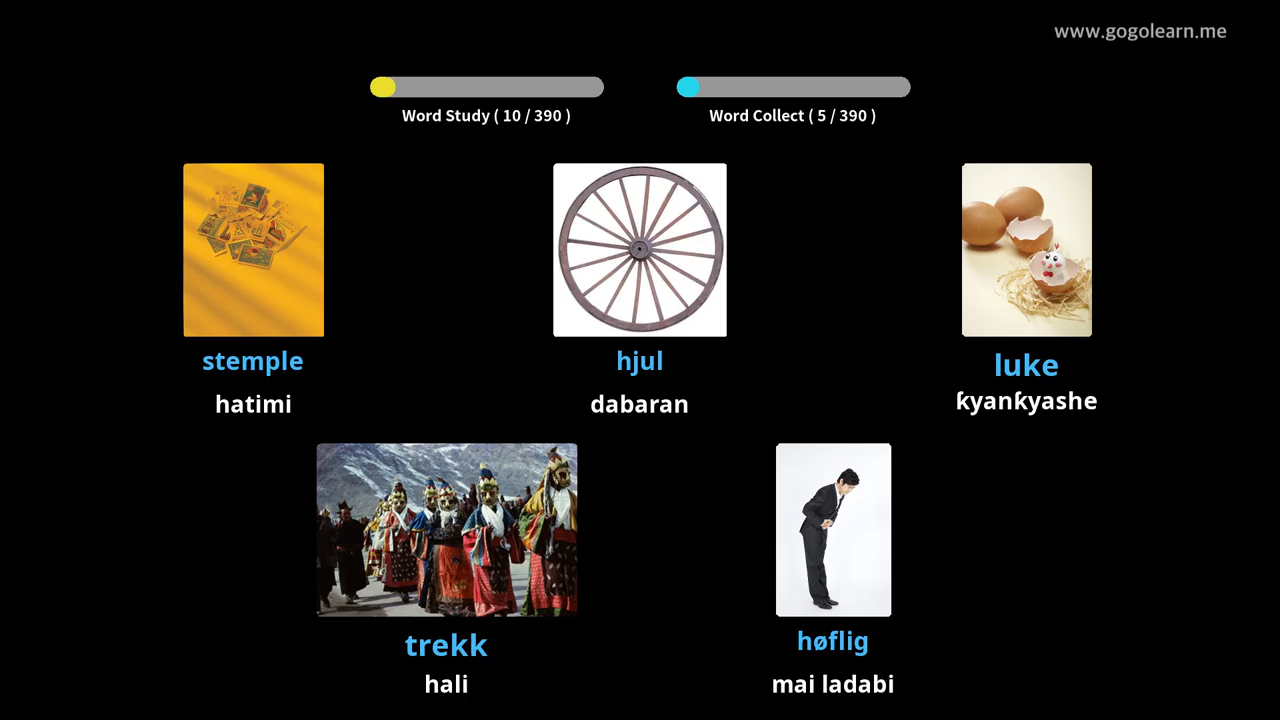 www.gogolearn.me
Word Study ( 10 / 390 )
Word Collect ( 5 / 390 )
stemple
hatimi
hjul
dabaran
luke
ƙyanƙyashe
trekk
hali
høflig
mai ladabi